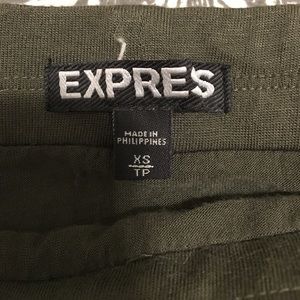 EXPRES
MADE IN
PHILIPPINES
XS
TP